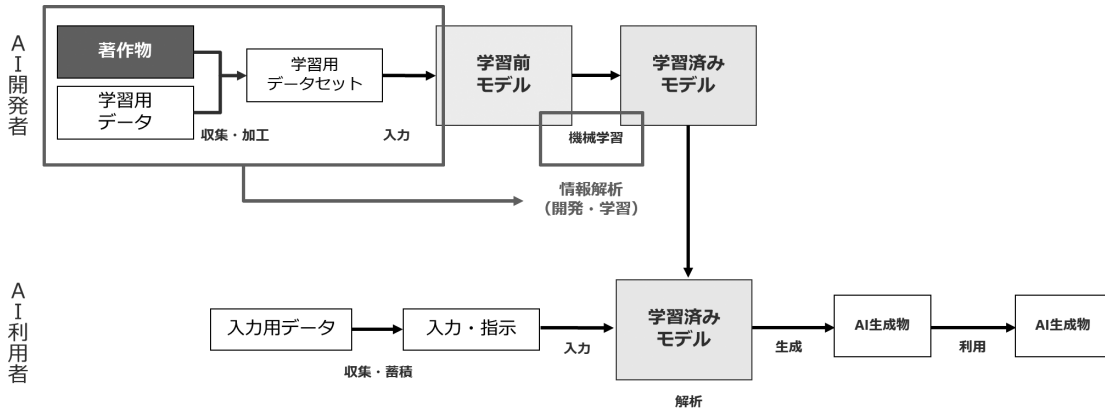 AI開発者
著作物
学習用
データ
収集・加工
学習用
データセット
入力
学習前
モデル
機械学習
学習済み
モデル
情報解析
（開発・学習）
AI利用者
入力用データ
収集・蓄積
入力・指示
入力
学習済み
モデル
解析
生成
AI生成物
利用
AI生成物